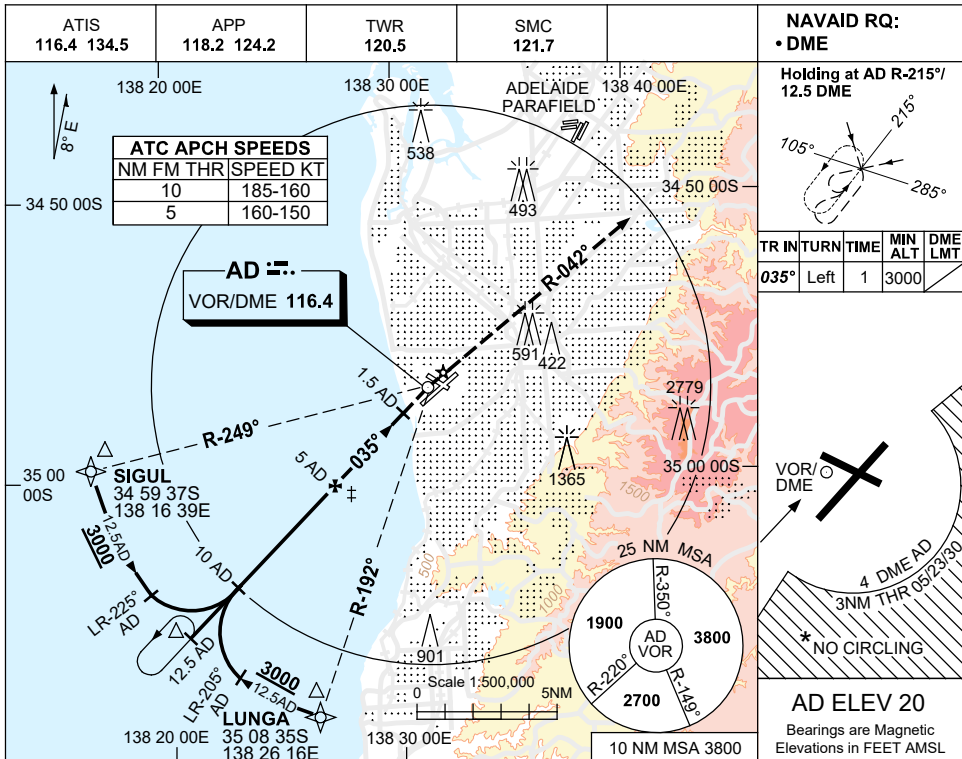 ATIS
116.4 134.5
APP
118.2 124.2
TWR
120.5
SMC
121.7
NAVAID RQ:
• DME
138 20 00E
138 30 00E
138 40 00E
8° E
ATC APCH SPEEDS
NM FM THR SPEED KT
10 185-160
5 160-150
ADELAIDE
PARAFIELD
538
493
34 50 00S
34 50 00S
AD
VOR/DME 116.4
R-042°
591
422
2779
1365
1500
1.5 AD
R-249°
035°
5 AD
‡
R-192°
35 00
00S
35 00 00S
SIGUL
34 59 37S
138 16 39E
3000
12.5AD
LR-225°
AD
10 AD
12.5 AD
LR-205°
AD
3000
12.5AD
LUNGA
35 08 35S
138 26 16E
500
1000
901
Scale 1:500,000
0 5NM
138 20 00E
138 30 00E
25 NM MSA
R-350°
1900
3800
AD
VOR
R-220°
2700
R-149°
10 NM MSA 3800
Holding at AD R-215°/
12.5 DME
215°
105°
285°
TR IN TURN TIME MIN ALT DME LMT
035° Left 1 3000
VOR/
DME
4 DME AD
3NM THR 05/23/30
*NO CIRCLING
AD ELEV 20
Bearings are Magnetic
Elevations in FEET AMSL